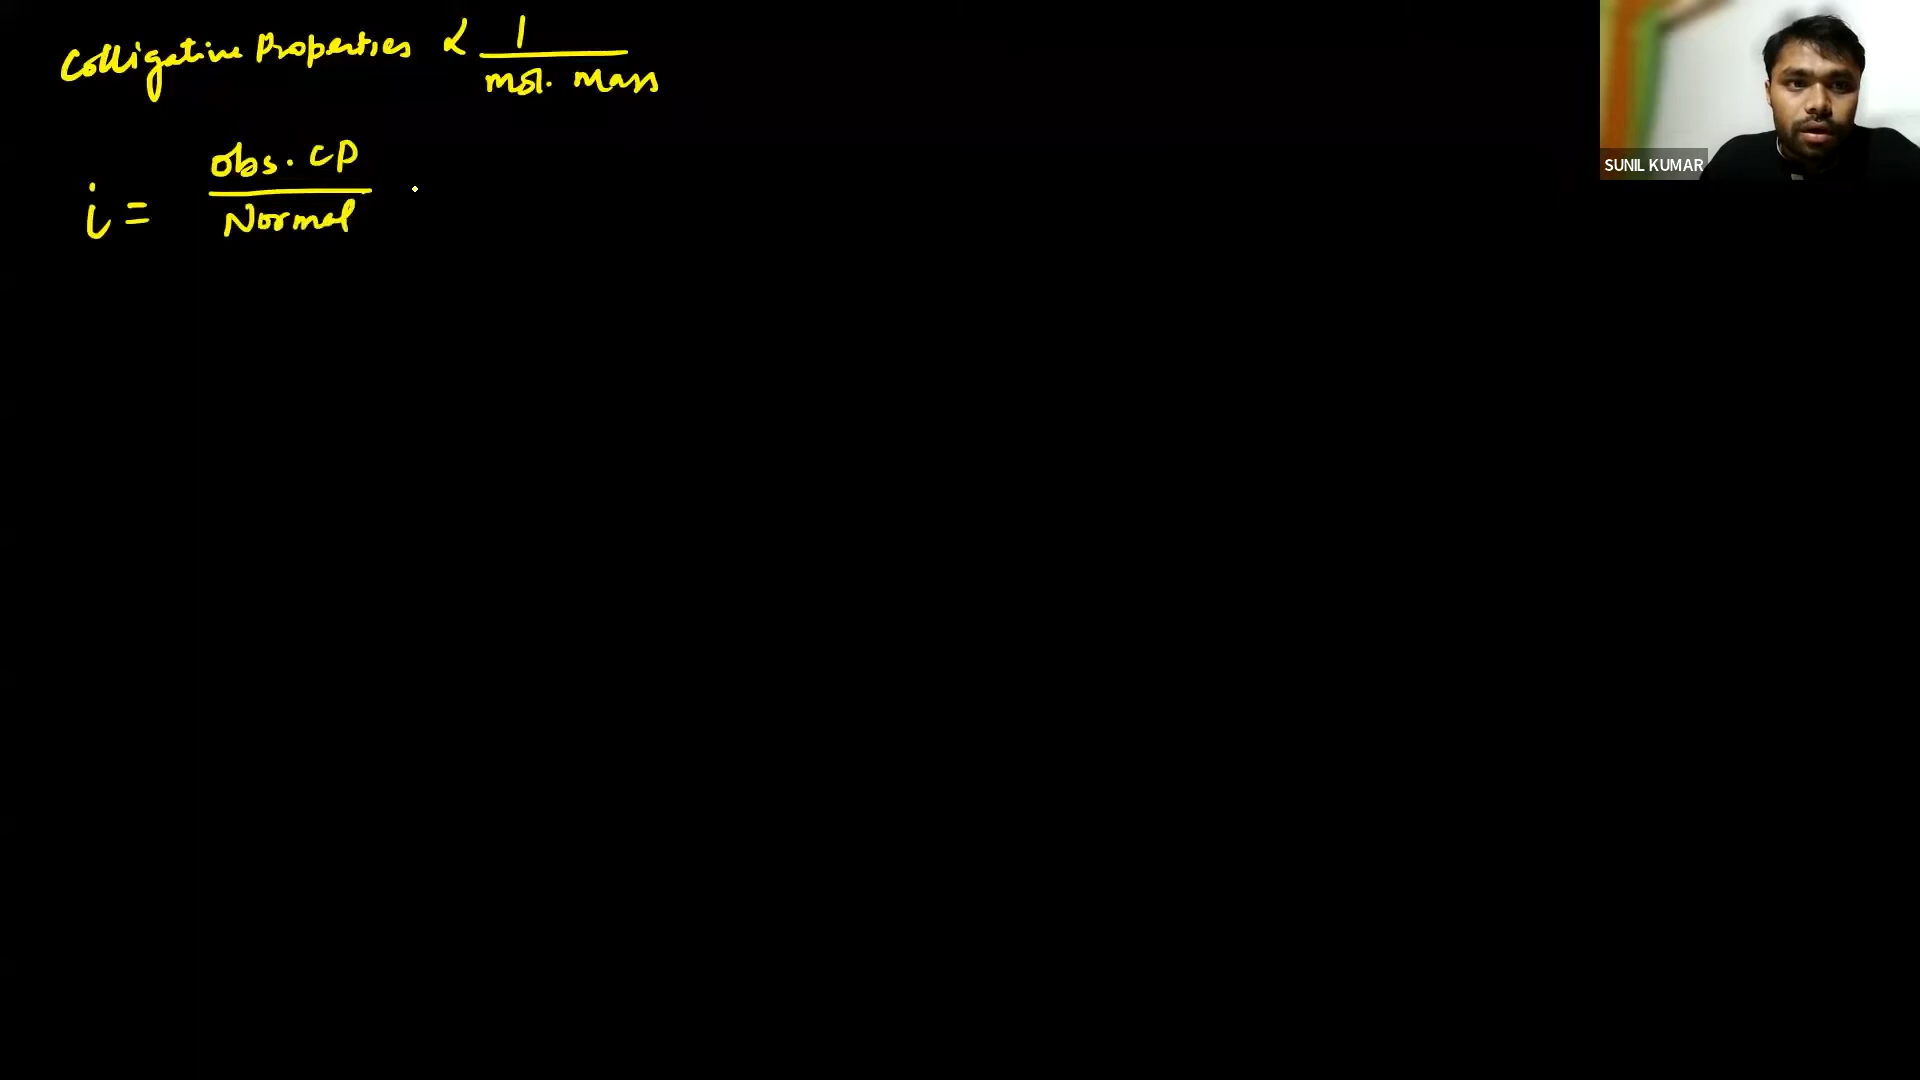 Colligative Properties ∝ 1 / mol. mass
i = obs. CP / Normal
SUNIL KUMAR